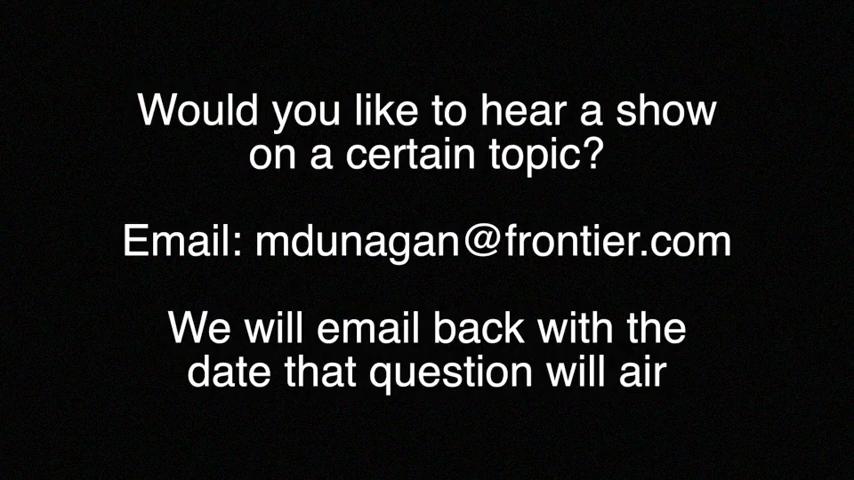 Would you like to hear a show
on a certain topic?
Email: mdunagan@frontier.com
We will email back with the
date that question will air